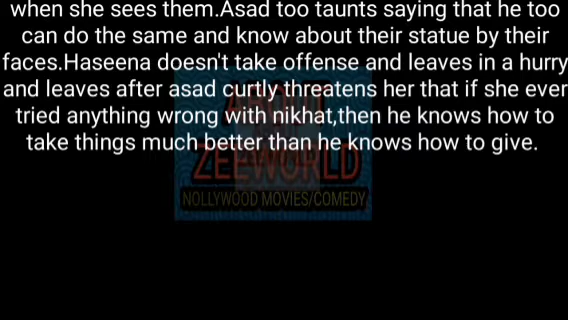 when she sees them.Asad too taunts saying that he too
can do the same and know about their statue by their
faces.Haseena doesn't take offense and leaves in a hurry
and leaves after asad curtly threatens her that if she ever
tried anything wrong with nikhat,then he knows how to
take things much better than he knows how to give.
ABOUT
ZEEWORLD
NOLLYWOOD MOVIES/COMEDY